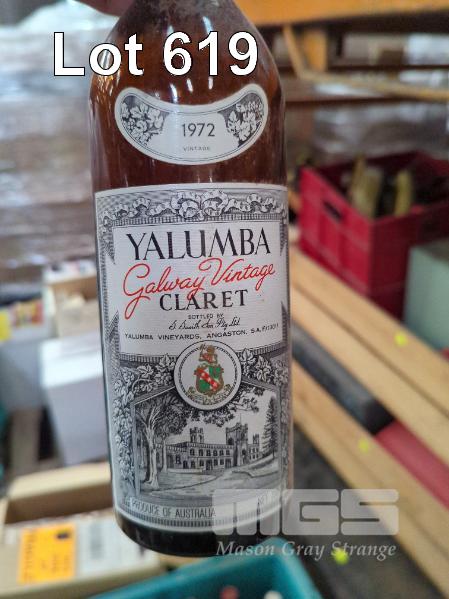 Lot 619
1972
VINTAGE
YALUMBA
Galway Vintage
CLARET
BOTTLED BY
S. Smith & Son Pty Ltd
YALUMBA VINEYARDS, ANGASTON, S.A.
PRODUCE OF AUSTRALIA
MGS
Mason Gray Strange